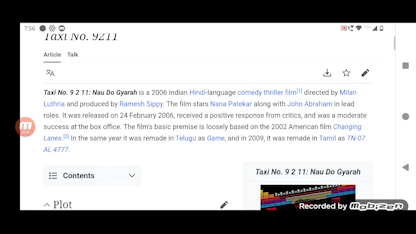 7:56
Taxi No. 9211
Article Talk
Taxi No. 9 2 11: Nau Do Gyarah is a 2006 Indian Hindi-language comedy thriller film[1] directed by Milan
Luthria and produced by Ramesh Sippy. The film stars Nana Patekar along with John Abraham in lead
roles. It was released on 24 February 2006, received a positive response from critics, and was a moderate
success at the box office. The film's basic premise is loosely based on the 2002 American film Changing
Lanes.[3] In the same year it was remade in Telugu as Game, and in 2009, it was remade in Tamil as TN-07
AL 4777.
Contents
Taxi No. 9 2 11: Nau Do Gyarah
Plot
Recorded by Mobizen